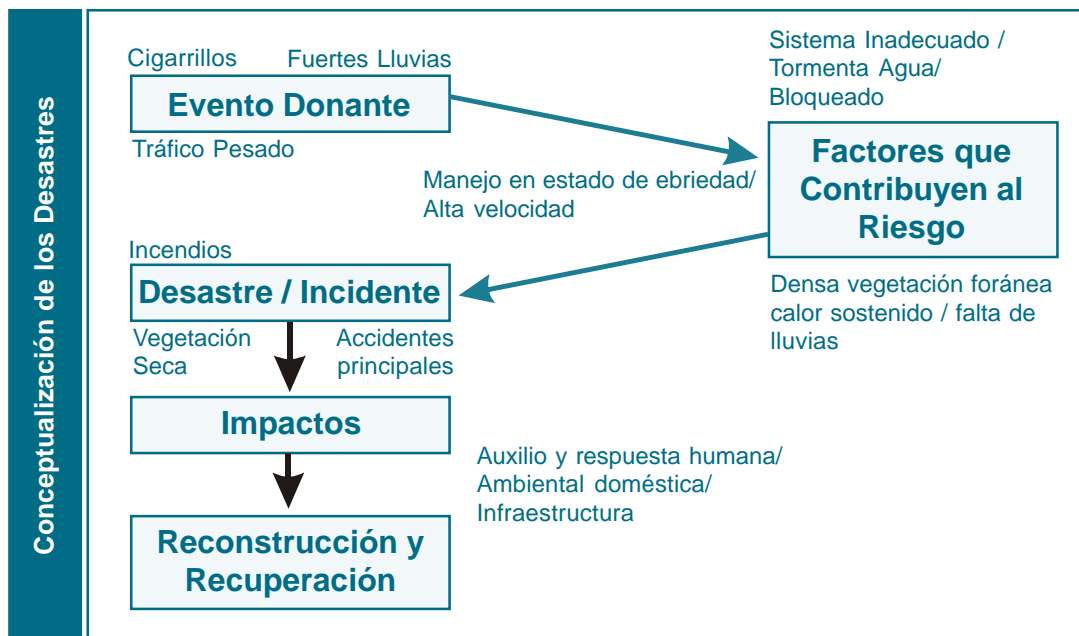 Conceptualización de los Desastres
Cigarrillos
Fuertes Lluvias
Evento Donante
Tráfico Pesado
Sistema Inadecuado /
Tormenta Agua/
Bloqueado
Manejo en estado de ebriedad/
Alta velocidad
Factores que
Contribuyen al
Riesgo
Densa vegetación foránea
calor sostenido / falta de
lluvias
Incendios
Desastre / Incidente
Vegetación
Seca
Accidentes
principales
Impactos
Auxilio y respuesta humana/
Ambiental doméstica/
Infraestructura
Reconstrucción y
Recuperación